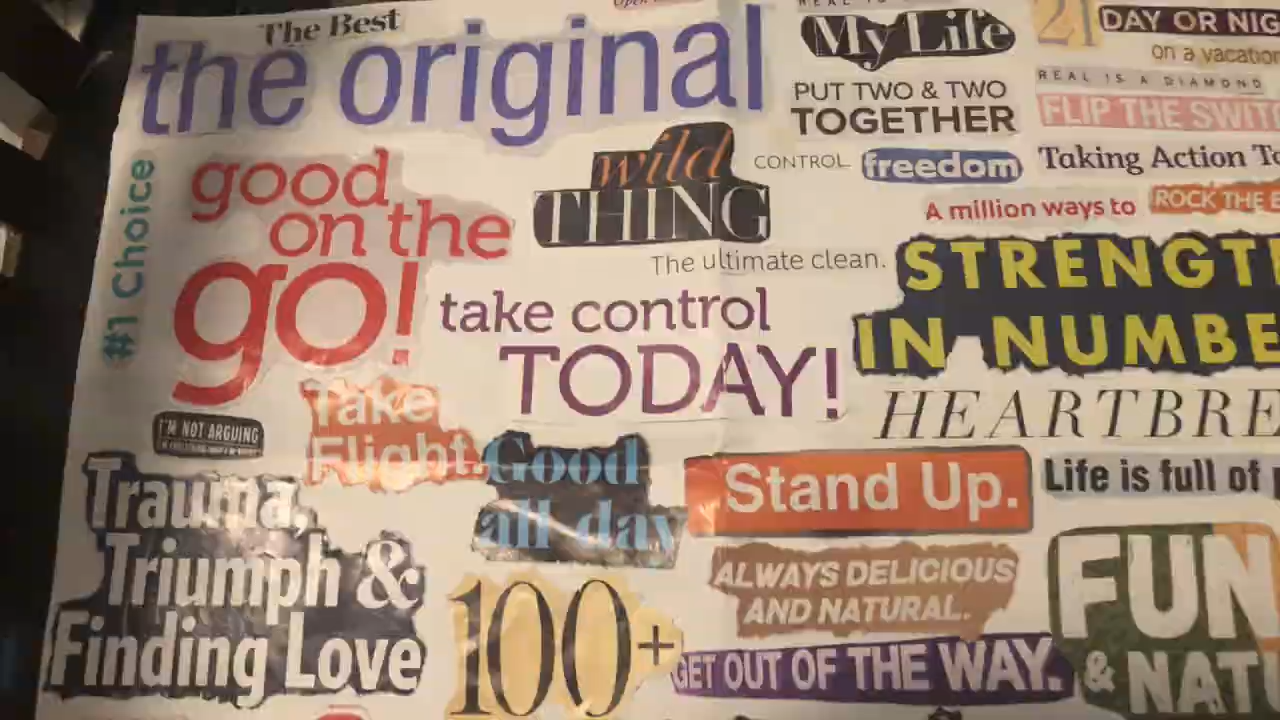 The Best
the original
My Life
21
DAY OR NIG
on a vacation
PUT TWO & TWO
TOGETHER
REAL IS A DIAMOND
FLIP THE SWITC
#1 Choice
good
on the
go!
wild
THING
CONTROL
freedom
Taking Action To
A million ways to
ROCK THE B
The ultimate clean.
STRENGT
IN NUMBE
take control
TODAY!
HEARTBRE
I'M NOT ARGUING
Take
Flight.
Good
all day
Stand Up.
Life is full of
Trauma,
Triumph &
Finding Love
100+
ALWAYS DELICIOUS
AND NATURAL.
GET OUT OF THE WAY.
FUN
& NATU